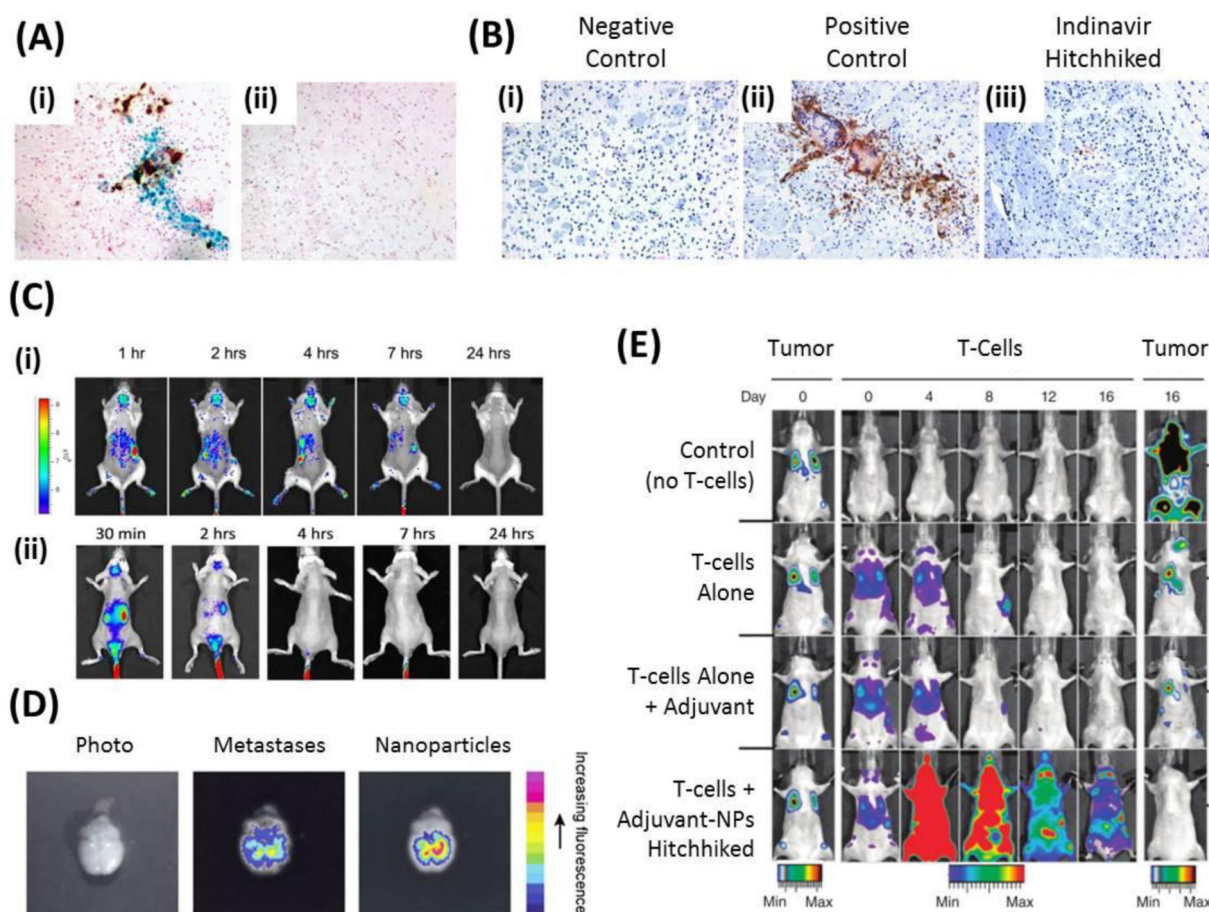 (A)
(i)
(ii)
(B)
Negative
Control
Positive
Control
Indinavir
Hitchhiked
(i)
(ii)
(iii)
(C)
(i)
1 hr
2 hrs
4 hrs
7 hrs
24 hrs
(ii)
30 min
2 hrs
4 hrs
7 hrs
24 hrs
(D)
Photo
Metastases
Nanoparticles
Increasing fluorescence
(E)
Tumor
T-Cells
Tumor
Day
0
0
4
8
12
16
16
Control
(no T-cells)
T-cells
Alone
T-cells Alone
+ Adjuvant
T-cells +
Adjuvant-NPs
Hitchhiked
Min
Max
Min
Max
Min
Max